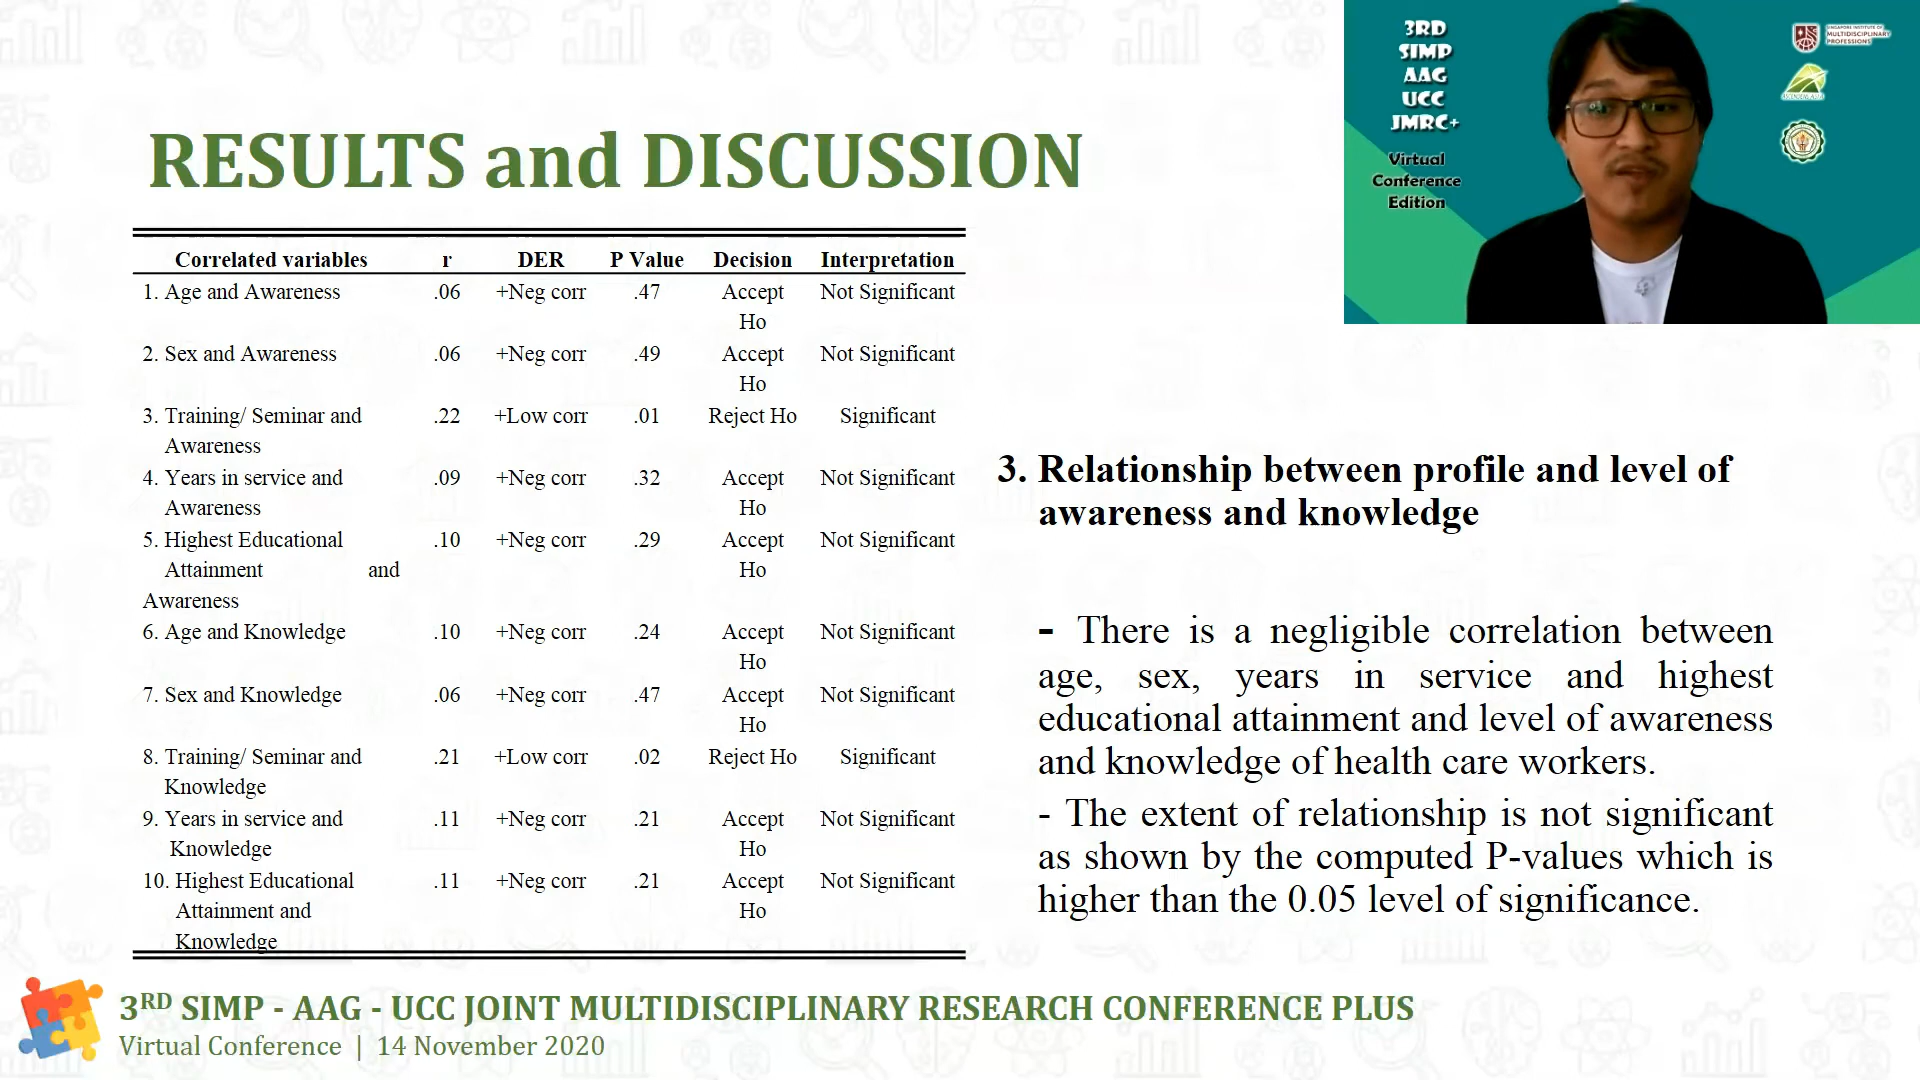 RESULTS and DISCUSSION
Correlated variables r DER P Value Decision Interpretation
1. Age and Awareness .06 +Neg corr .47 Accept Not Significant
Ho
2. Sex and Awareness .06 +Neg corr .49 Accept Not Significant
Ho
3. Training/ Seminar and .22 +Low corr .01 Reject Ho Significant
Awareness
4. Years in service and .09 +Neg corr .32 Accept Not Significant
Awareness Ho
5. Highest Educational .10 +Neg corr .29 Accept Not Significant
Attainment and Ho
Awareness
6. Age and Knowledge .10 +Neg corr .24 Accept Not Significant
Ho
7. Sex and Knowledge .06 +Neg corr .47 Accept Not Significant
Ho
8. Training/ Seminar and .21 +Low corr .02 Reject Ho Significant
Knowledge
9. Years in service and .11 +Neg corr .21 Accept Not Significant
Knowledge Ho
10. Highest Educational .11 +Neg corr .21 Accept Not Significant
Attainment and Ho
Knowledge
3RD
SIMP
AAG
UCC
JMRC+
Virtual
Conference
Edition
MULTIDISCIPLINARY
PROFESSIONS
3. Relationship between profile and level of
awareness and knowledge
- There is a negligible correlation between
age, sex, years in service and highest
educational attainment and level of awareness
and knowledge of health care workers.
- The extent of relationship is not significant
as shown by the computed P-values which is
higher than the 0.05 level of significance.
3RD SIMP - AAG - UCC JOINT MULTIDISCIPLINARY RESEARCH CONFERENCE PLUS
Virtual Conference | 14 November 2020